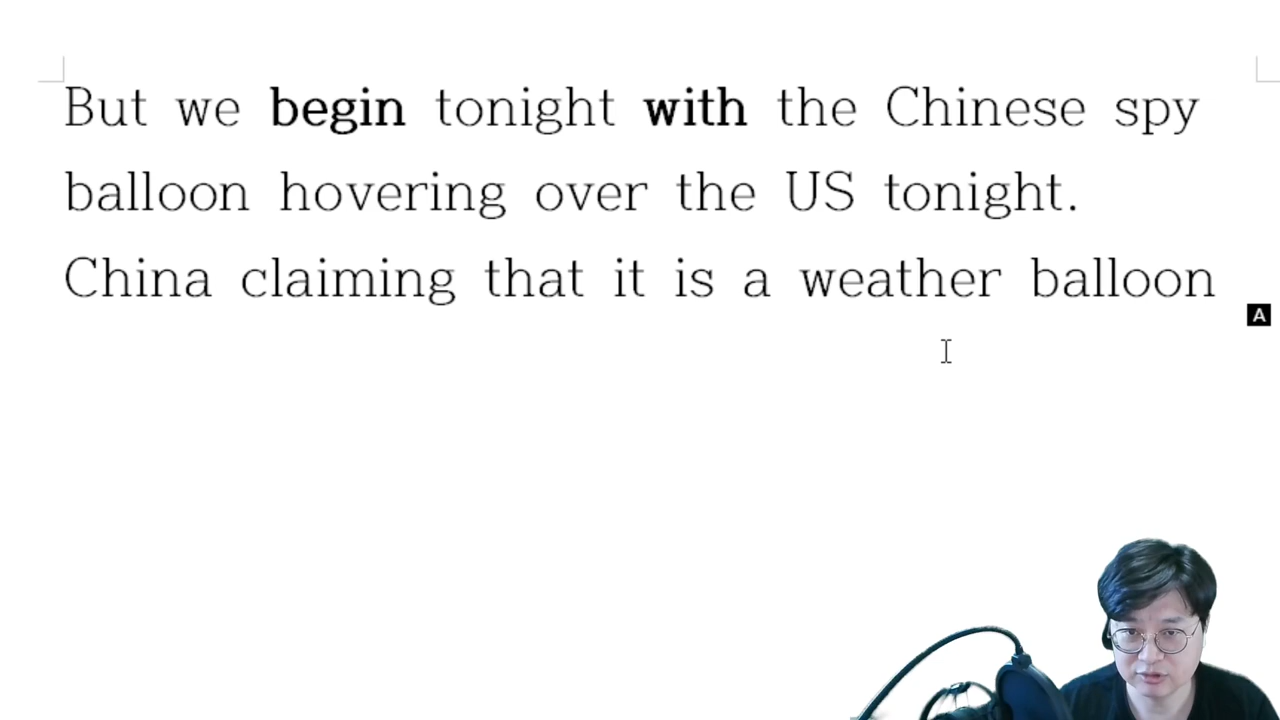 But we begin tonight with the Chinese spy
balloon hovering over the US tonight.
China claiming that it is a weather balloon
A